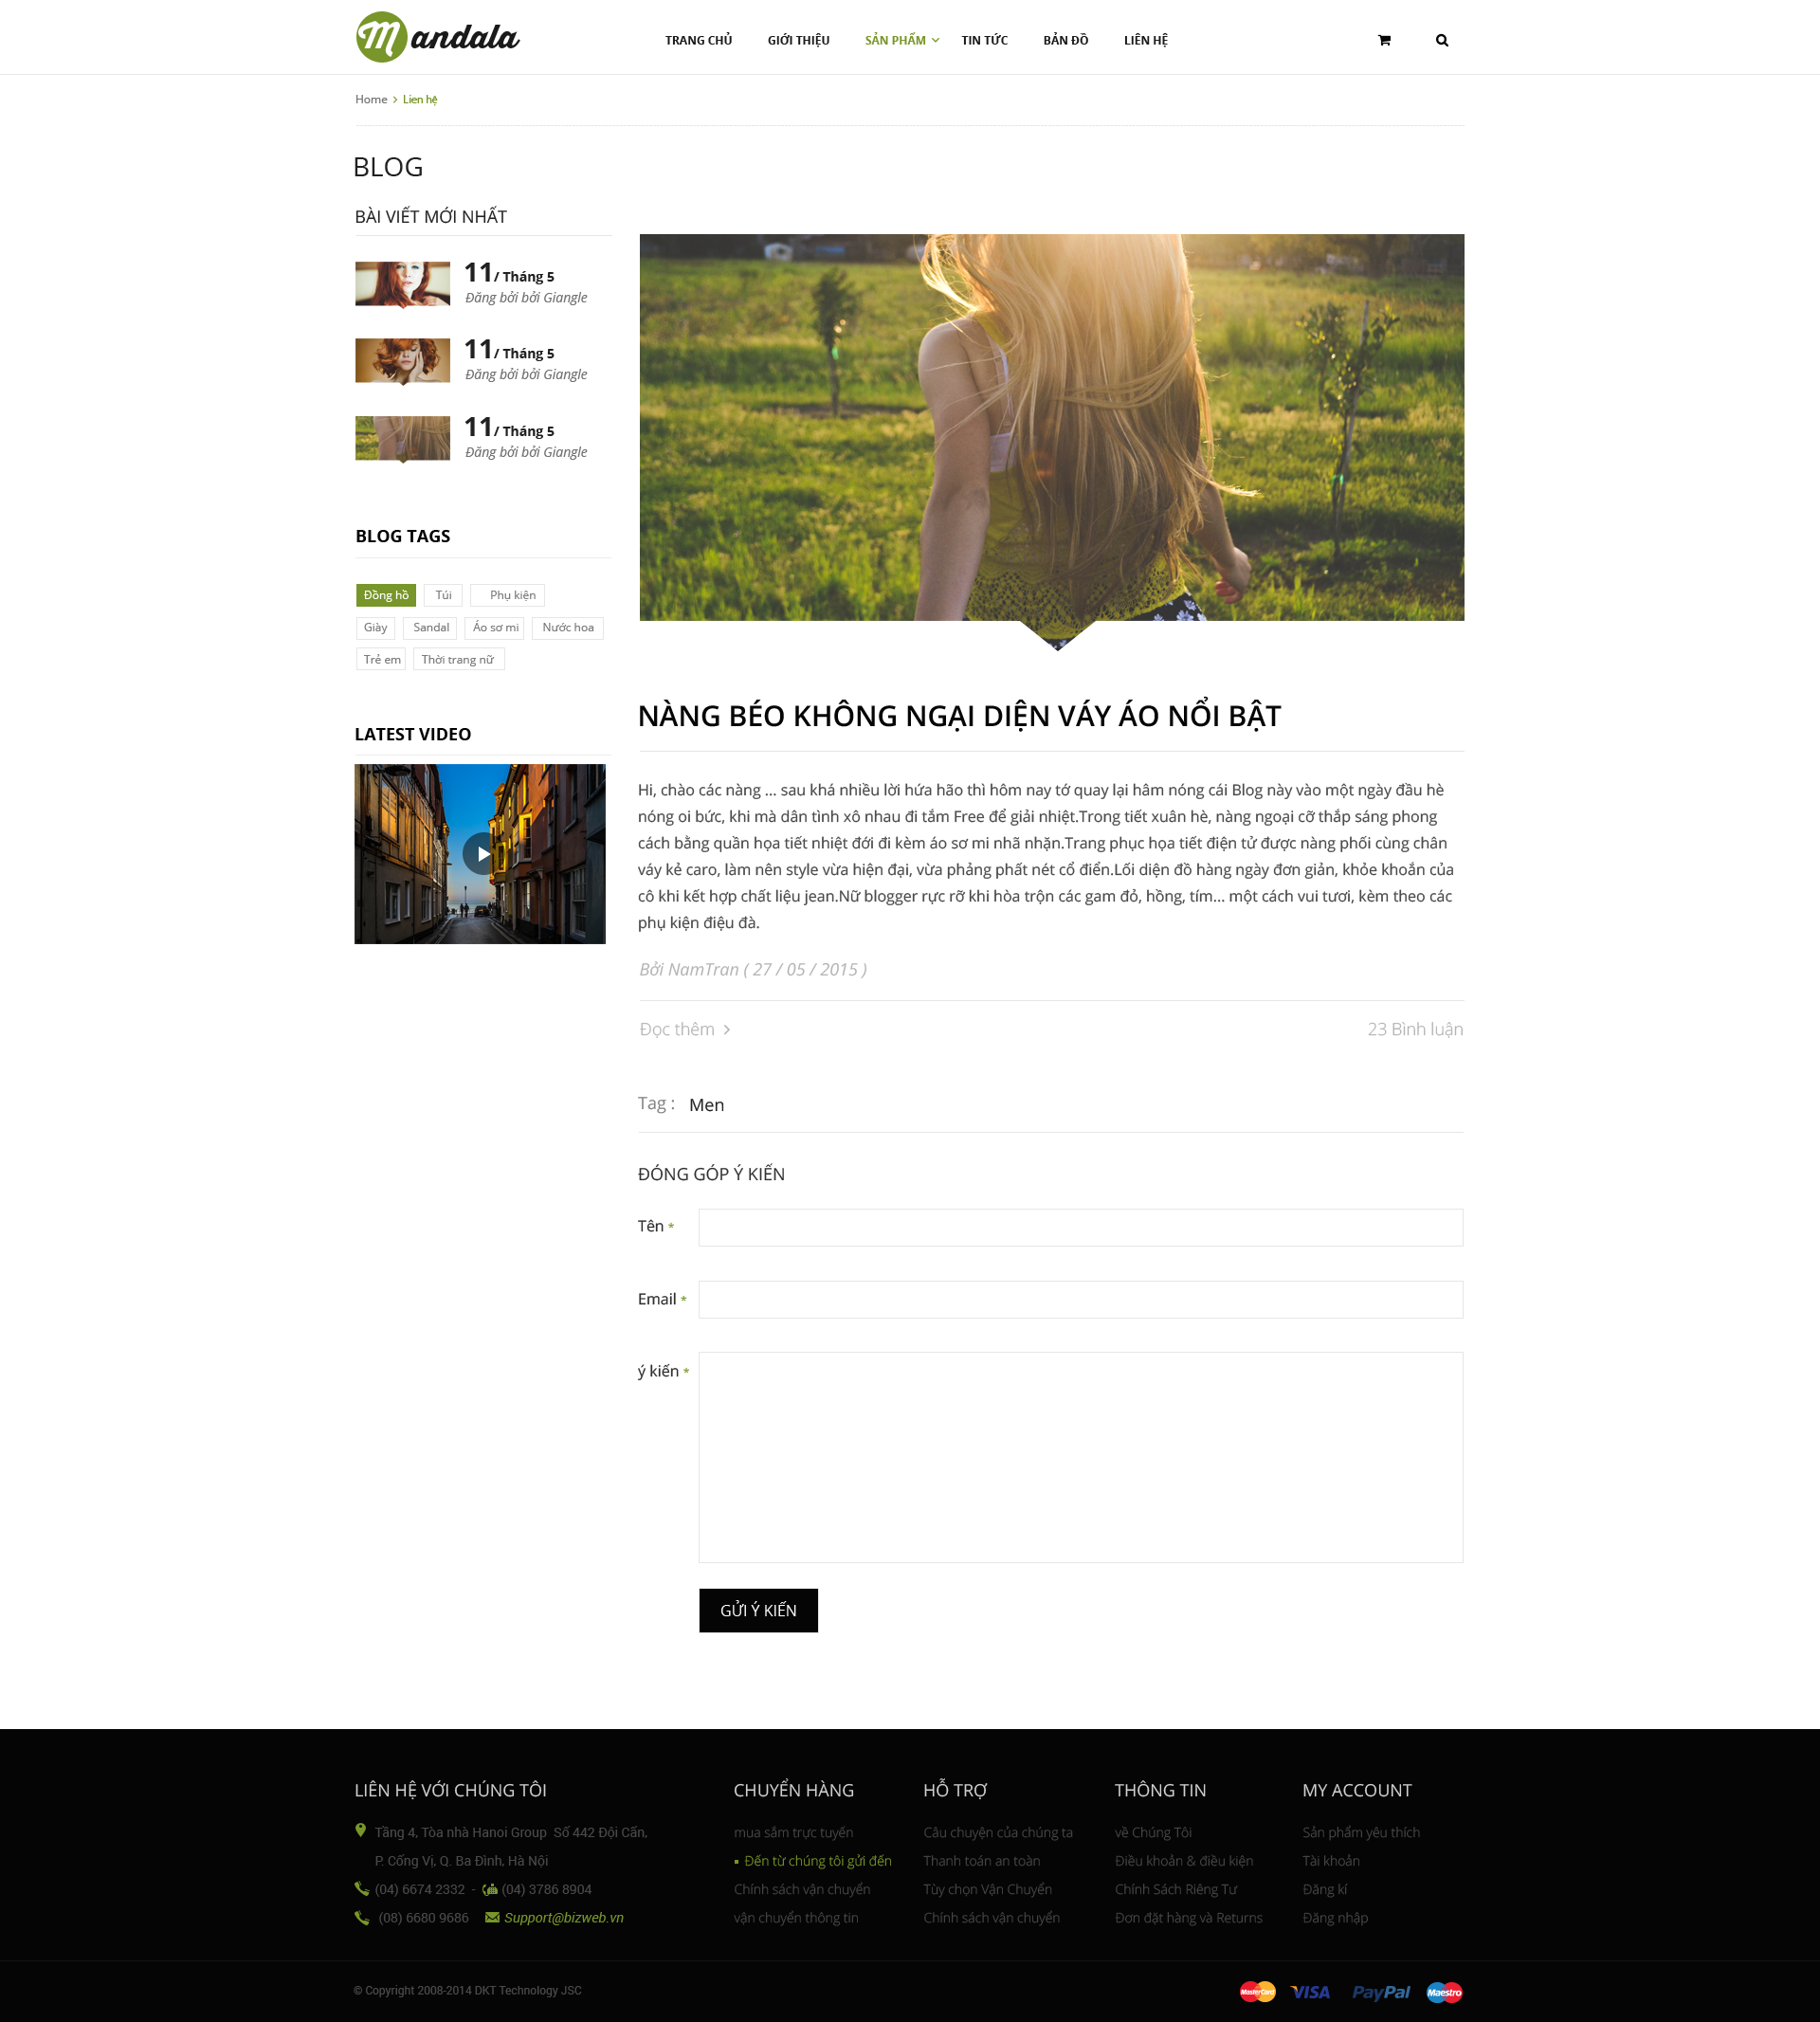 Mandala
TRANG CHỦ GIỚI THIỆU SẢN PHẨM TIN TỨC BẢN ĐỒ LIÊN HỆ
Home > Lien hệ
BLOG
BÀI VIẾT MỚI NHẤT
11/ Tháng 5
Đăng bởi bởi Giangle
11/ Tháng 5
Đăng bởi bởi Giangle
11/ Tháng 5
Đăng bởi bởi Giangle
BLOG TAGS
Đồng hồ Túi Phụ kiện
Giày Sandal Áo sơ mi Nước hoa
Trẻ em Thời trang nữ
LATEST VIDEO
NÀNG BÉO KHÔNG NGẠI DIỆN VÁY ÁO NỔI BẬT
Hi, chào các nàng ... sau khá nhiều lời hứa hão thì hôm nay tớ quay lại hâm nóng cái Blog này vào một ngày đầu hè
nóng oi bức, khi mà dân tình xô nhau đi tắm Free để giải nhiệt.Trong tiết xuân hè, nàng ngoại cỡ thắp sáng phong
cách bằng quần họa tiết nhiệt đới đi kèm áo sơ mi nhã nhặn.Trang phục họa tiết điện tử được nàng phối cùng chân
váy kẻ caro, làm nên style vừa hiện đại, vừa phảng phất nét cổ điển.Lối diện đồ hàng ngày đơn giản, khỏe khoắn của
cô khi kết hợp chất liệu jean.Nữ blogger rực rỡ khi hòa trộn các gam đỏ, hồng, tím... một cách vui tươi, kèm theo các
phụ kiện điệu đà.
Bởi NamTran ( 27 / 05 / 2015 )
Đọc thêm > 23 Bình luận
Tag : Men
ĐÓNG GÓP Ý KIẾN
Tên *
Email *
ý kiến *
GỬI Ý KIẾN
LIÊN HỆ VỚI CHÚNG TÔI
Tầng 4, Tòa nhà Hanoi Group Số 442 Đội Cấn,
P. Cống Vị, Q. Ba Đình, Hà Nội
(04) 6674 2332 - (04) 3786 8904
(08) 6680 9686 Support@bizweb.vn
CHUYỂN HÀNG
mua sắm trực tuyến
Đến từ chúng tôi gửi đến
Chính sách vận chuyển
vận chuyển thông tin
HỖ TRỢ
Câu chuyện của chúng ta
Thanh toán an toàn
Tùy chọn Vận Chuyển
Chính sách vận chuyển
THÔNG TIN
về Chúng Tôi
Điều khoản & điều kiện
Chính Sách Riêng Tư
Đơn đặt hàng và Returns
MY ACCOUNT
Sản phẩm yêu thích
Tài khoản
Đăng kí
Đăng nhập
© Copyright 2008-2014 DKT Technology JSC
MasterCard VISA PayPal Maestro